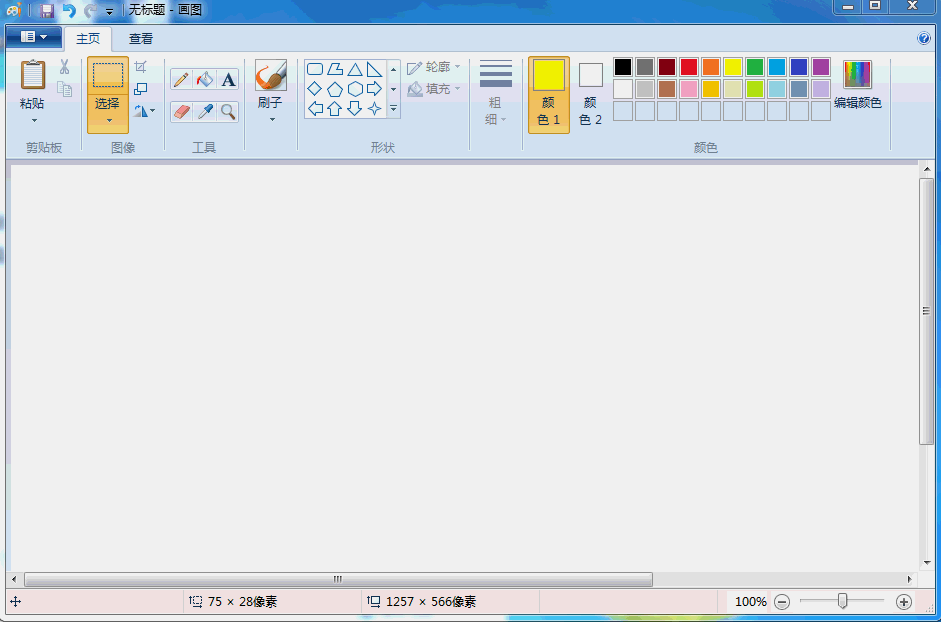 无标题 - 画图
主页 查看
粘贴 选择 A 刷子 轮廓 填充 粗细 颜色 1 颜色 2 编辑颜色
剪贴板 图像 工具 形状 颜色
75 × 28像素 1257 × 566像素 100%